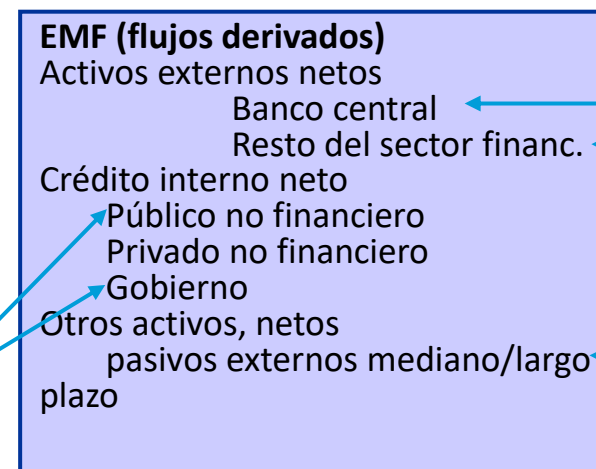 EMF (flujos derivados)
Activos externos netos
Banco central
Resto del sector financ.
Crédito interno neto
Público no financiero
Privado no financiero
Gobierno
Otros activos, netos
pasivos externos mediano/largo
plazo